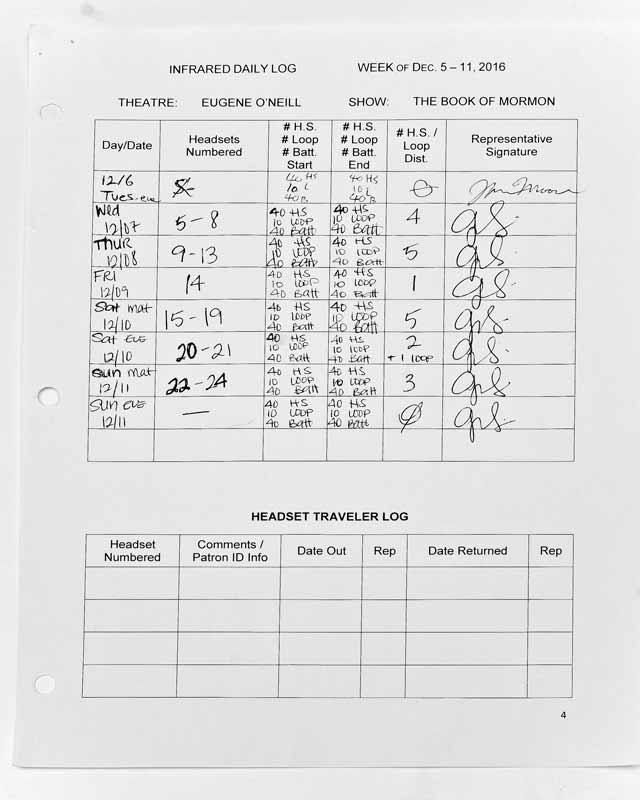 INFRARED DAILY LOG WEEK OF DEC. 5 – 11, 2016
THEATRE: EUGENE O'NEILL SHOW: THE BOOK OF MORMON
Day/Date Headsets Numbered # H.S. # Loop # Batt. Start # H.S. # Loop # Batt. End # H.S. / Loop Dist. Representative Signature
12/6 Tues. eve 40 HS 10 L 40 B 40 HS 10 L 40 B 0
Wed 12/07 5-8 40 HS 10 LOOP 40 Batt 40 HS 10 LOOP 40 Batt 4
THUR 12/08 9-13 40 HS 10 LOOP 40 Batt 40 HS 10 LOOP 40 Batt 5
FRI 12/09 14 40 HS 10 LOOP 40 Batt 40 HS 10 LOOP 40 Batt 1
Sat mat 12/10 15-19 40 HS 10 LOOP 40 Batt 40 HS 10 LOOP 40 Batt 5
Sat EVE 12/10 20-21 40 HS 10 LOOP 40 Batt 40 HS 10 LOOP 40 Batt 2 +1 loop
Sun mat 12/11 22-24 40 HS 10 LOOP 40 Batt 40 HS 10 LOOP 40 Batt 3
Sun EVE 12/11 — 40 HS 10 LOOP 40 Batt 40 HS 10 LOOP 40 Batt 0
HEADSET TRAVELER LOG
Headset Numbered Comments / Patron ID Info Date Out Rep Date Returned Rep
4